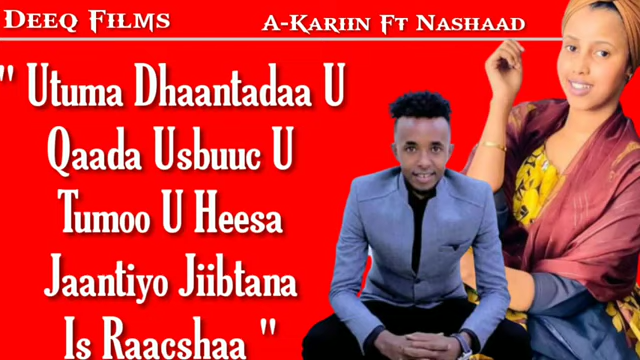 Deeq Films
A-Kariin Ft Nashaad
" Utuma Dhaantadaa U
Qaada Usbuuc U
Tumoo U Heesa
Jaantiyo Jiibtana
Is Raacshaa "